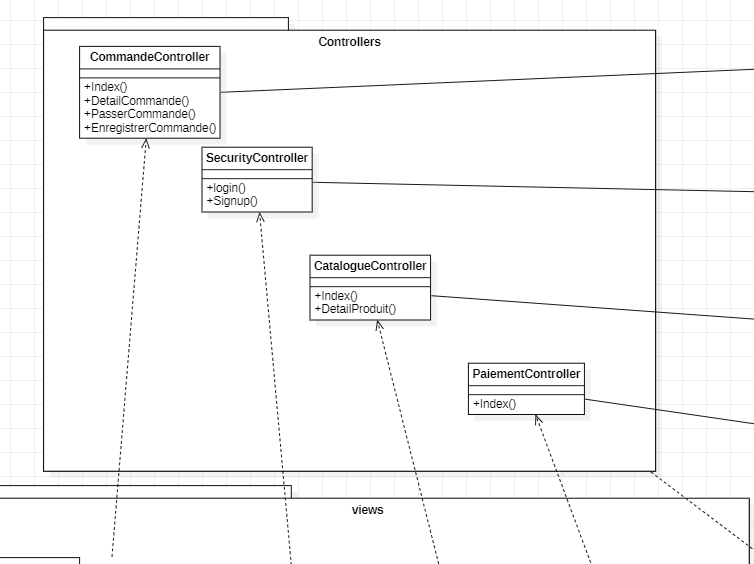 Controllers
CommandeController
+Index()
+DetailCommande()
+PasserCommande()
+EnregistrerCommande()
SecurityController
+login()
+Signup()
CatalogueController
+Index()
+DetailProduit()
PaiementController
+Index()
views